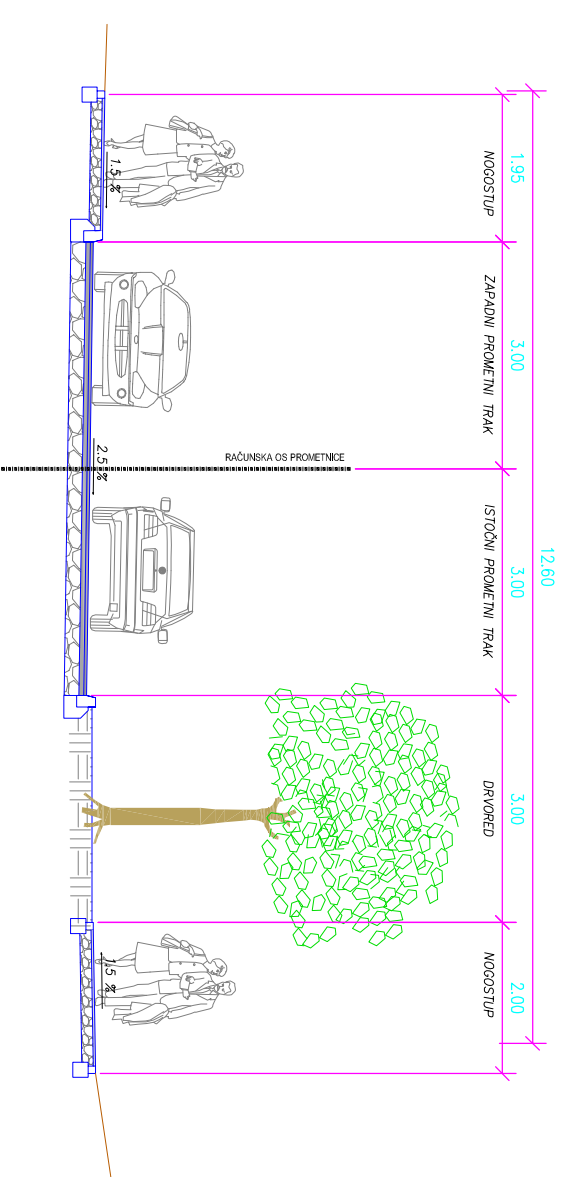 12.60
1.95
3.00
3.00
3.00
2.00
NOGOSTUP
ZAPADNI PROMETNI TRAK
ISTOČNI PROMETNI TRAK
DRVORED
NOGOSTUP
RAČUNSKA OS PROMETNICE
1.5 %
2.5 %
1.5 %